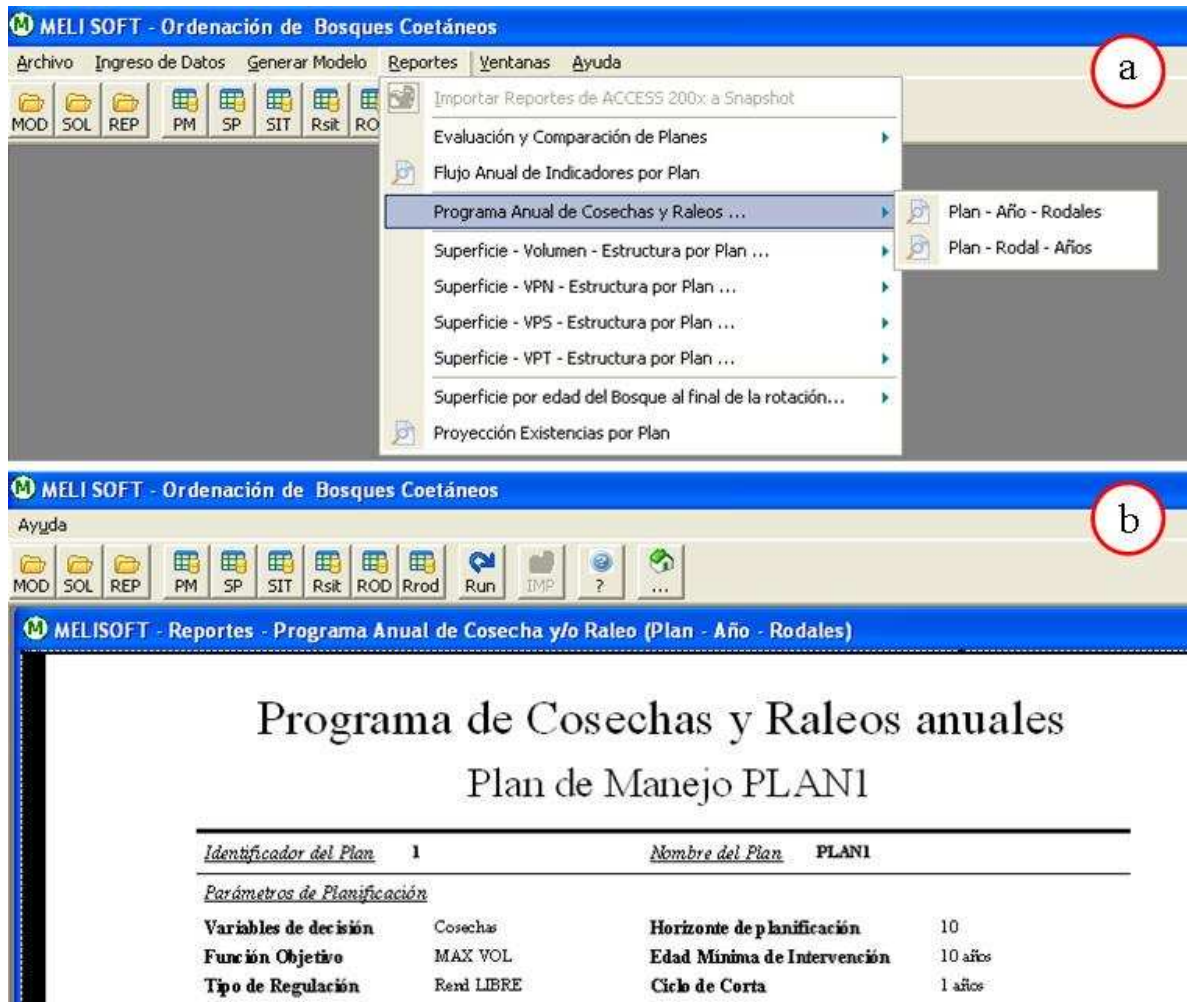 MELI SOFT - Ordenación de Bosques Coetáneos
Archivo Ingreso de Datos Generar Modelo Reportes Ventanas Ayuda
a
MOD SOL REP PM SP SIT Rsit RO
Importar Reportes de ACCESS 200x a Snapshot
Evaluación y Comparación de Planes
Flujo Anual de Indicadores por Plan
Programa Anual de Cosechas y Raleos ...
Plan - Año - Rodales
Plan - Rodal - Años
Superficie - Volumen - Estructura por Plan ...
Superficie - VPN - Estructura por Plan ...
Superficie - VPS - Estructura por Plan ...
Superficie - VPT - Estructura por Plan ...
Superficie por edad del Bosque al final de la rotación...
Proyección Existencias por Plan
MELI SOFT - Ordenación de Bosques Coetáneos
Ayuda
b
MOD SOL REP PM SP SIT Rsit ROD Rrod Run IMP ? ...
MELISOFT - Reportes - Programa Anual de Cosecha y/o Raleo (Plan - Año - Rodales)
Programa de Cosechas y Raleos anuales
Plan de Manejo PLAN1
Identificador del Plan 1 Nombre del Plan PLAN1
Parámetros de Planificación
Variables de decisión Cosechas Horizonte de planificación 10
Función Objetivo MAX VOL Edad Mínima de Intervención 10 años
Tipo de Regulación Rend LIBRE Ciclo de Corta 1 años